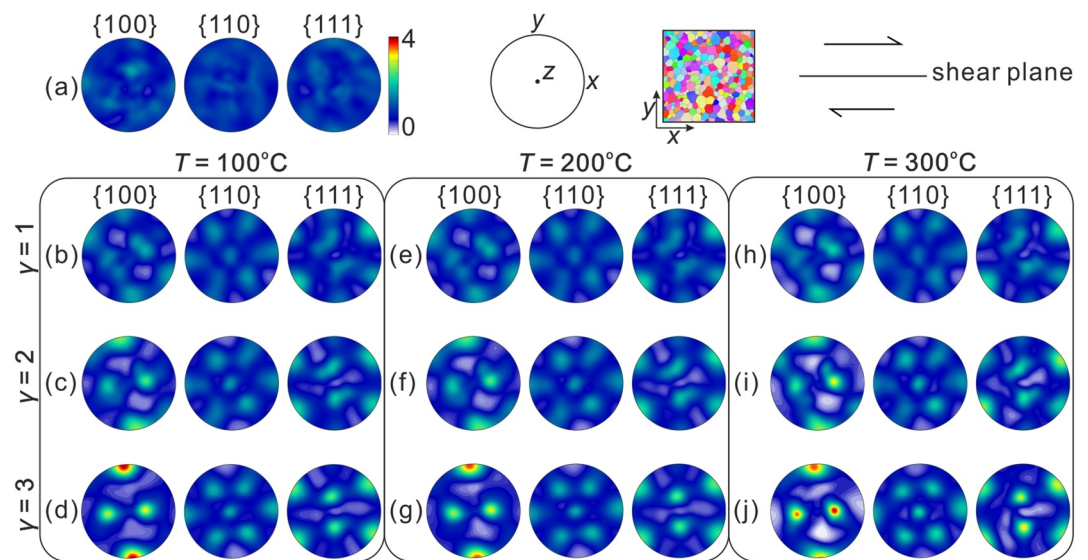 {100} {110} {111}
4
0
(a)
y
z
x
y
x
shear plane
T = 100°C T = 200°C T = 300°C
{100} {110} {111} {100} {110} {111} {100} {110} {111}
γ = 1
(b) (e) (h)
γ = 2
(c) (f) (i)
γ = 3
(d) (g) (j)